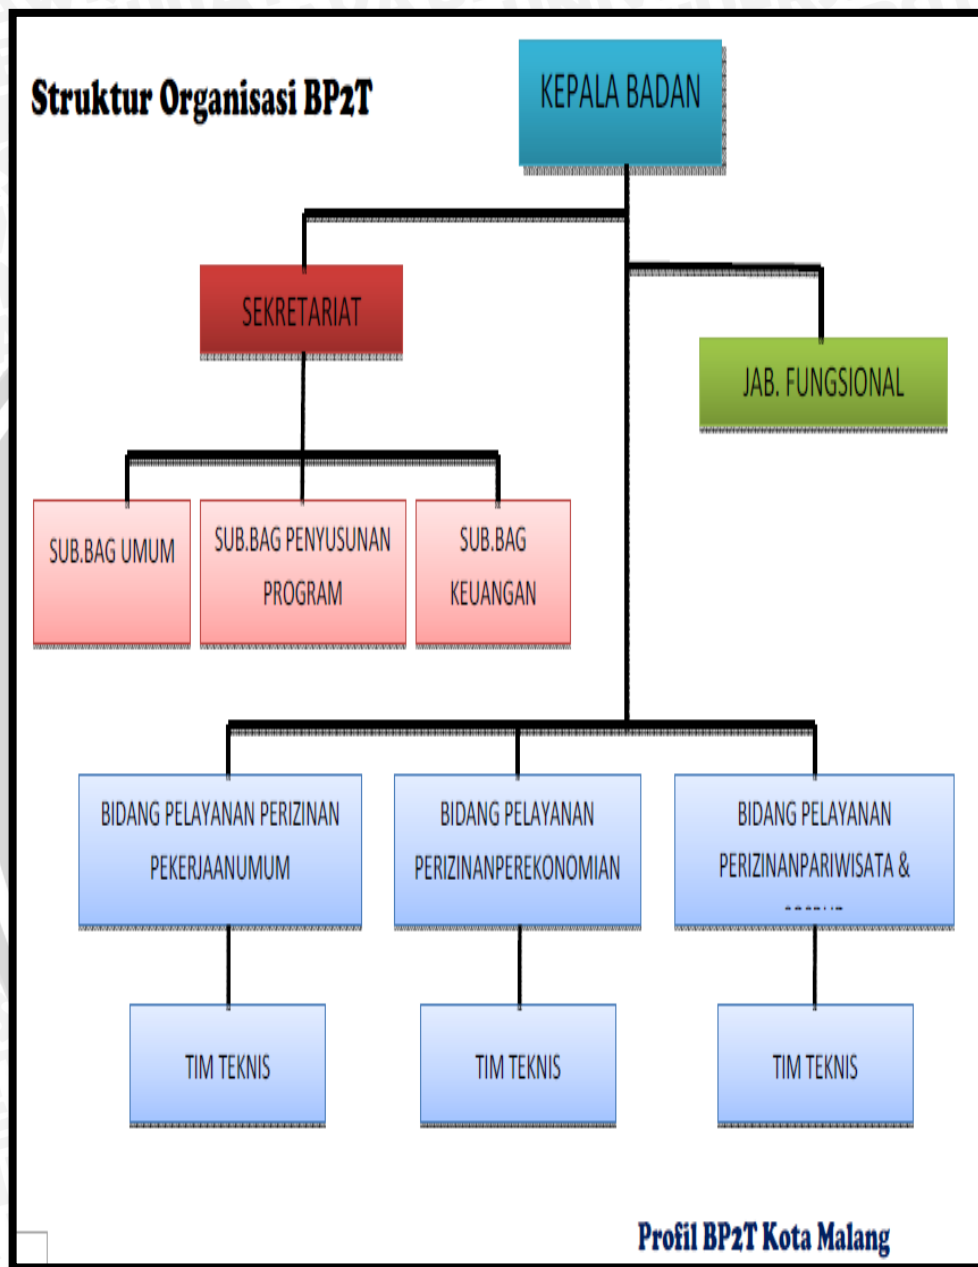 Struktur Organisasi BP2T
KEPALA BADAN
SEKRETARIAT
JAB. FUNGSIONAL
SUB.BAG UMUM
SUB.BAG PENYUSUNAN
PROGRAM
SUB.BAG
KEUANGAN
BIDANG PELAYANAN PERIZINAN
PEKERJAANUMUM
BIDANG PELAYANAN
PERIZINANPEREKONOMIAN
BIDANG PELAYANAN
PERIZINANPARIWISATA &
TIM TEKNIS
TIM TEKNIS
TIM TEKNIS
Profil BP2T Kota Malang